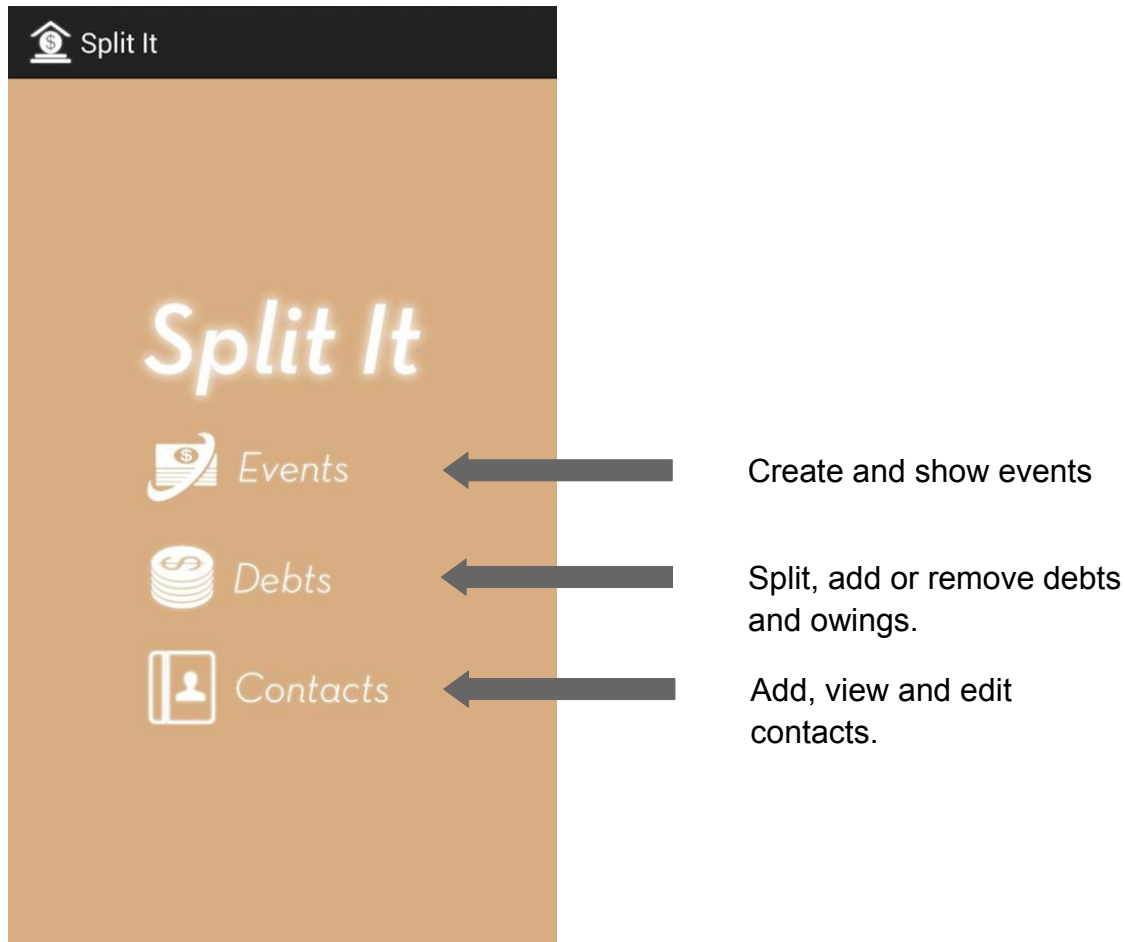 Split It
Split It
Events
Create and show events
Debts
Split, add or remove debts
and owings.
Contacts
Add, view and edit
contacts.